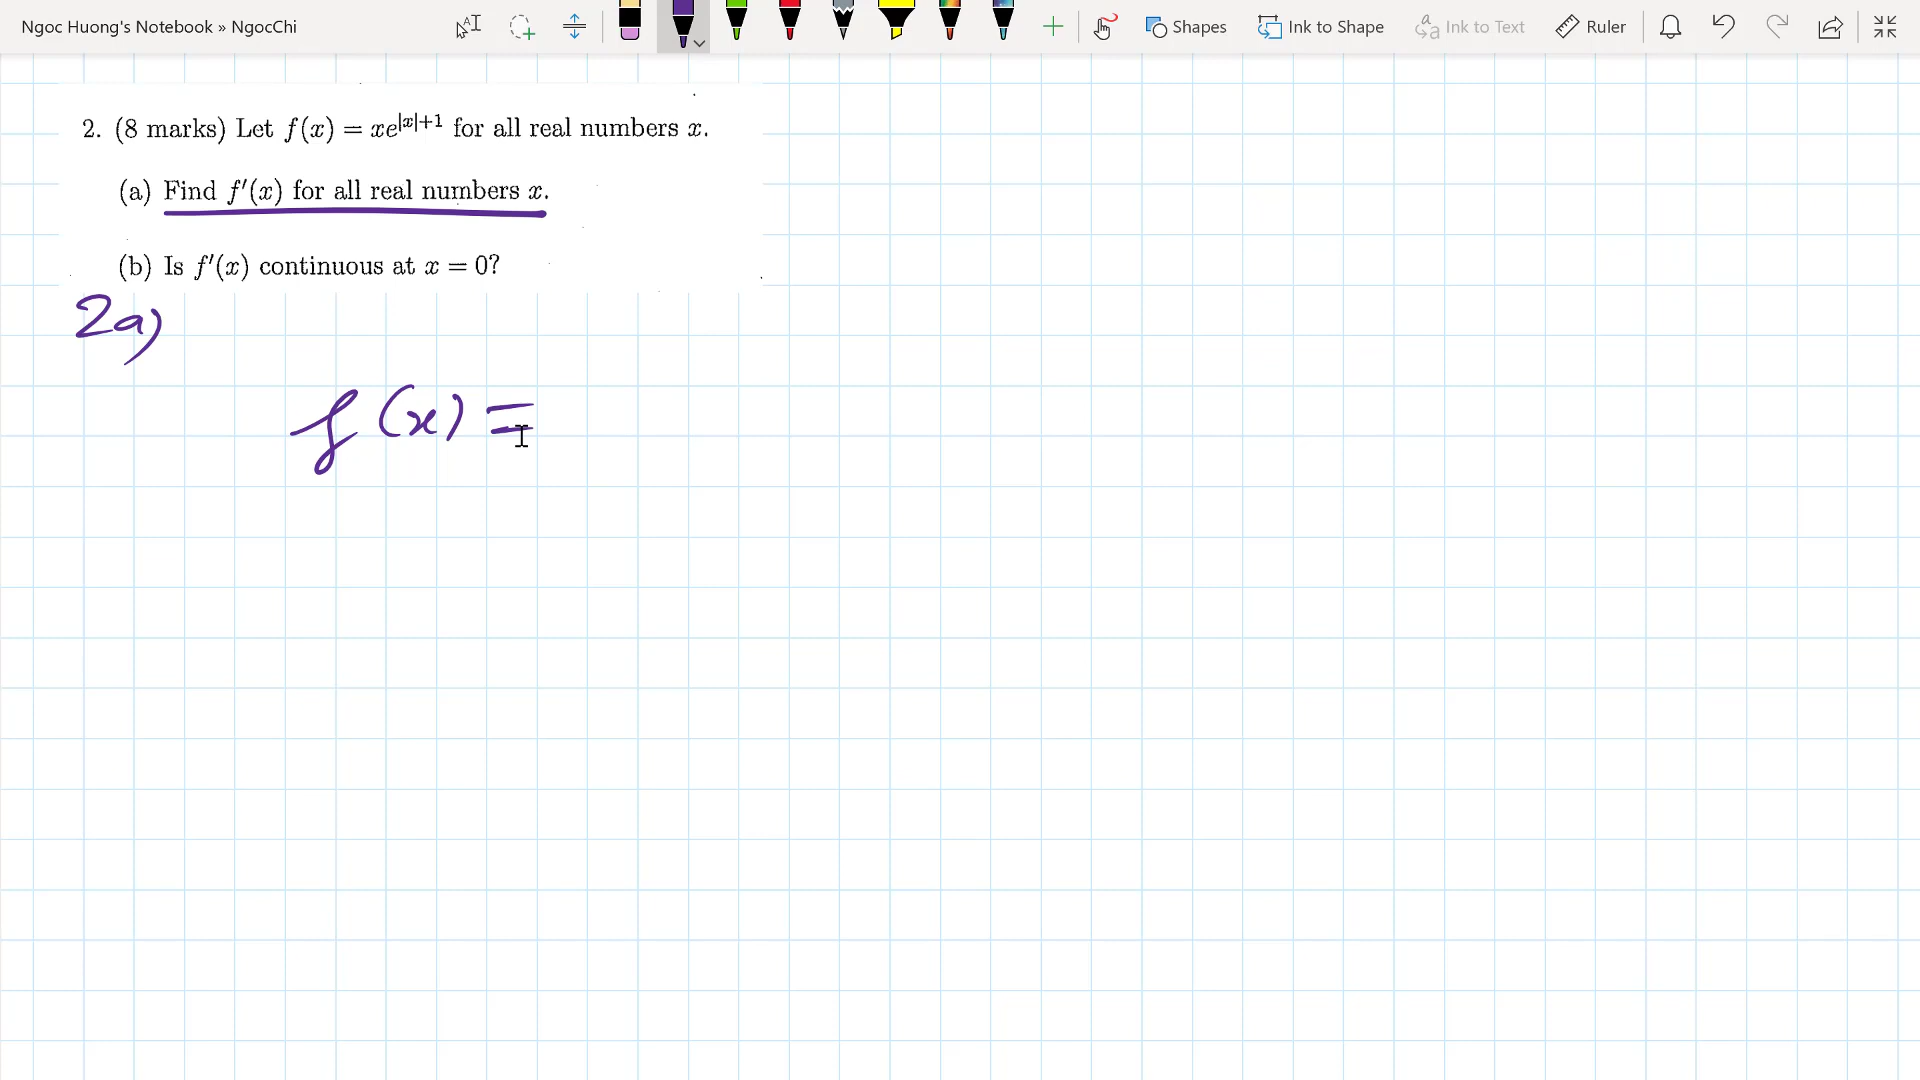 Ngoc Huong's Notebook » NgocChi
Shapes Ink to Shape Ink to Text Ruler
2. (8 marks) Let f(x) = xe^{|x|+1} for all real numbers x.
(a) Find f′(x) for all real numbers x.
(b) Is f′(x) continuous at x = 0?
2a)
f(x) =